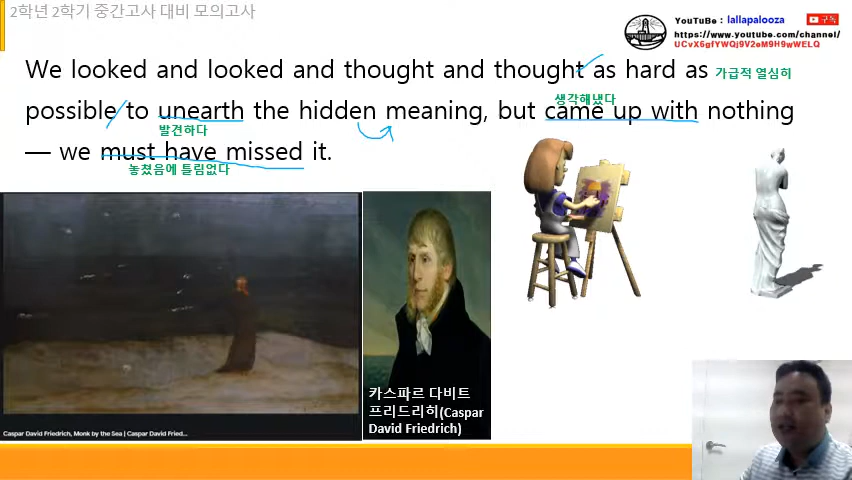 2학년 2학기 중간고사 대비 모의고사
YouTuBe : lallapalooza
구독
https://www.youtube.com/channel/
UCvX6gfYWQj9V2eM9H9wWELQ
We looked and looked and thought and thought as hard as 가급적 열심히
생각해냈다
possible to unearth the hidden meaning, but came up with nothing
발견하다
— we must have missed it.
놓쳤음에 틀림없다
카스파르 다비트
프리드리히(Caspar
David Friedrich)
Caspar David Friedrich, Monk by the Sea | Caspar David Fried...